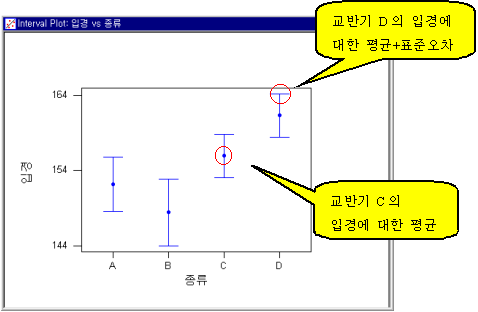 Interval Plot: 입경 vs 종류
교반기 D 의 입경에
대한 평균+표준오차
164
154
144
입경
A B C D
종류
교반기 C 의
입경에 대한 평균